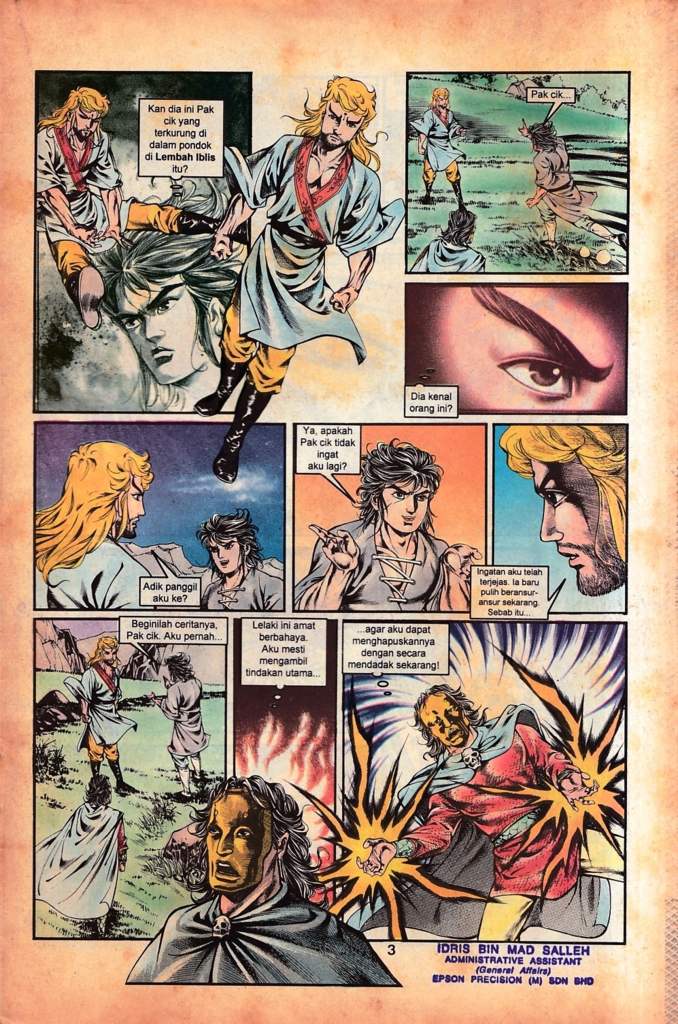 Kan dia ini Pak
cik yang
terkurung di
dalam pondok
di Lembah Iblis
itu?
Pak cik...
Dia kenal
orang ini?
Adik panggil
aku ke?
Ya, apakah
Pak cik tidak
ingat
aku lagi?
Ingatan aku telah
terjejas. Ia baru
pulih beransur-
ansur sekarang.
Sebab itu...
Beginilah ceritanya,
Pak cik. Aku pernah...
Lelaki ini amat
berbahaya.
Aku mesti
mengambil
tindakan utama...
...agar aku dapat
menghapuskannya
dengan secara
mendadak sekarang!
3
IDRIS BIN MAD SALLEH
ADMINISTRATIVE ASSISTANT
(General Affairs)
EPSON PRECISION (M) SDN BHD